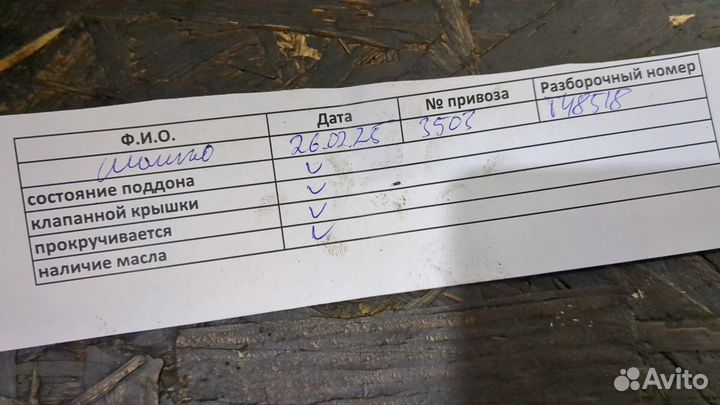 Ф.И.О. Дата № привоза Разборочный номер
26.02.25 3503 148518
состояние поддона ✓
клапанной крышки ✓
прокручивается ✓
наличие масла ✓
Avito